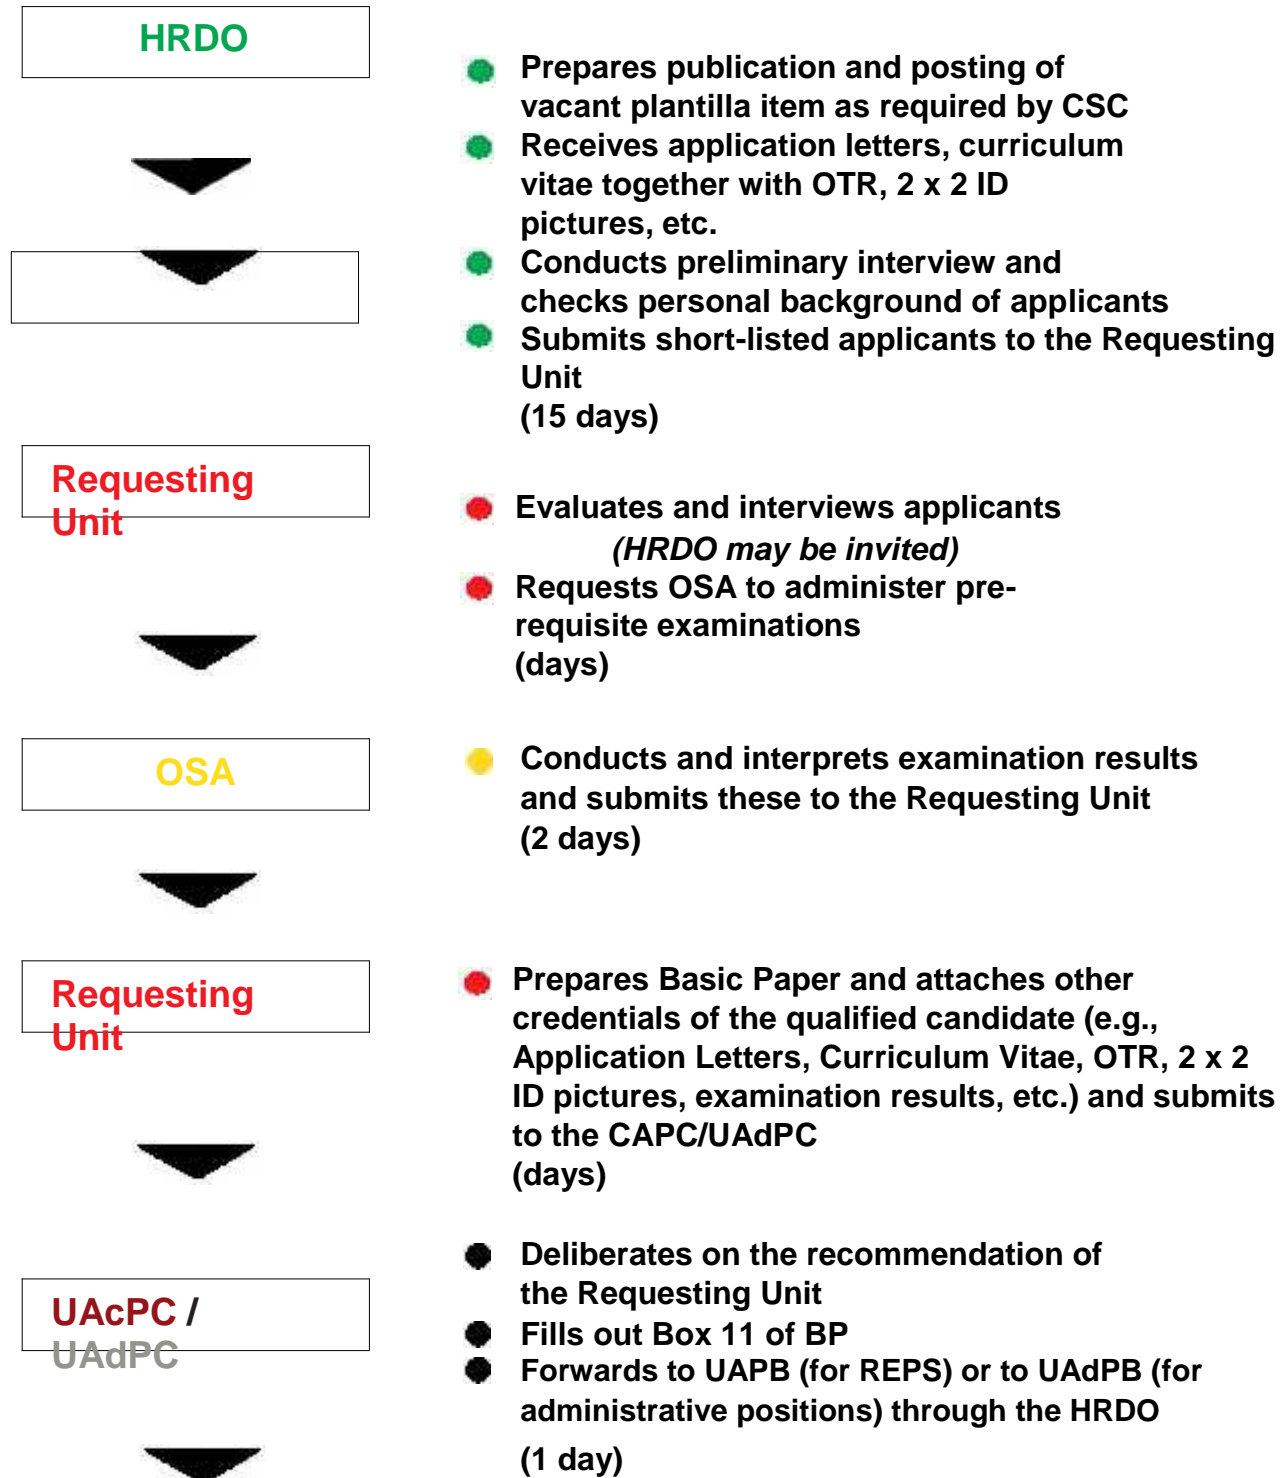 HRDO
Prepares publication and posting of
vacant plantilla item as required by CSC
Receives application letters, curriculum
vitae together with OTR, 2 x 2 ID
pictures, etc.
Conducts preliminary interview and
checks personal background of applicants
Submits short-listed applicants to the Requesting
Unit
(15 days)
Requesting
Unit
Evaluates and interviews applicants
(HRDO may be invited)
Requests OSA to administer pre-
requisite examinations
(days)
OSA
Conducts and interprets examination results
and submits these to the Requesting Unit
(2 days)
Requesting
Unit
Prepares Basic Paper and attaches other
credentials of the qualified candidate (e.g.,
Application Letters, Curriculum Vitae, OTR, 2 x 2
ID pictures, examination results, etc.) and submits
to the CAPC/UAdPC
(days)
UAcPC /
UAdPC
Deliberates on the recommendation of
the Requesting Unit
Fills out Box 11 of BP
Forwards to UAPB (for REPS) or to UAdPB (for
administrative positions) through the HRDO
(1 day)